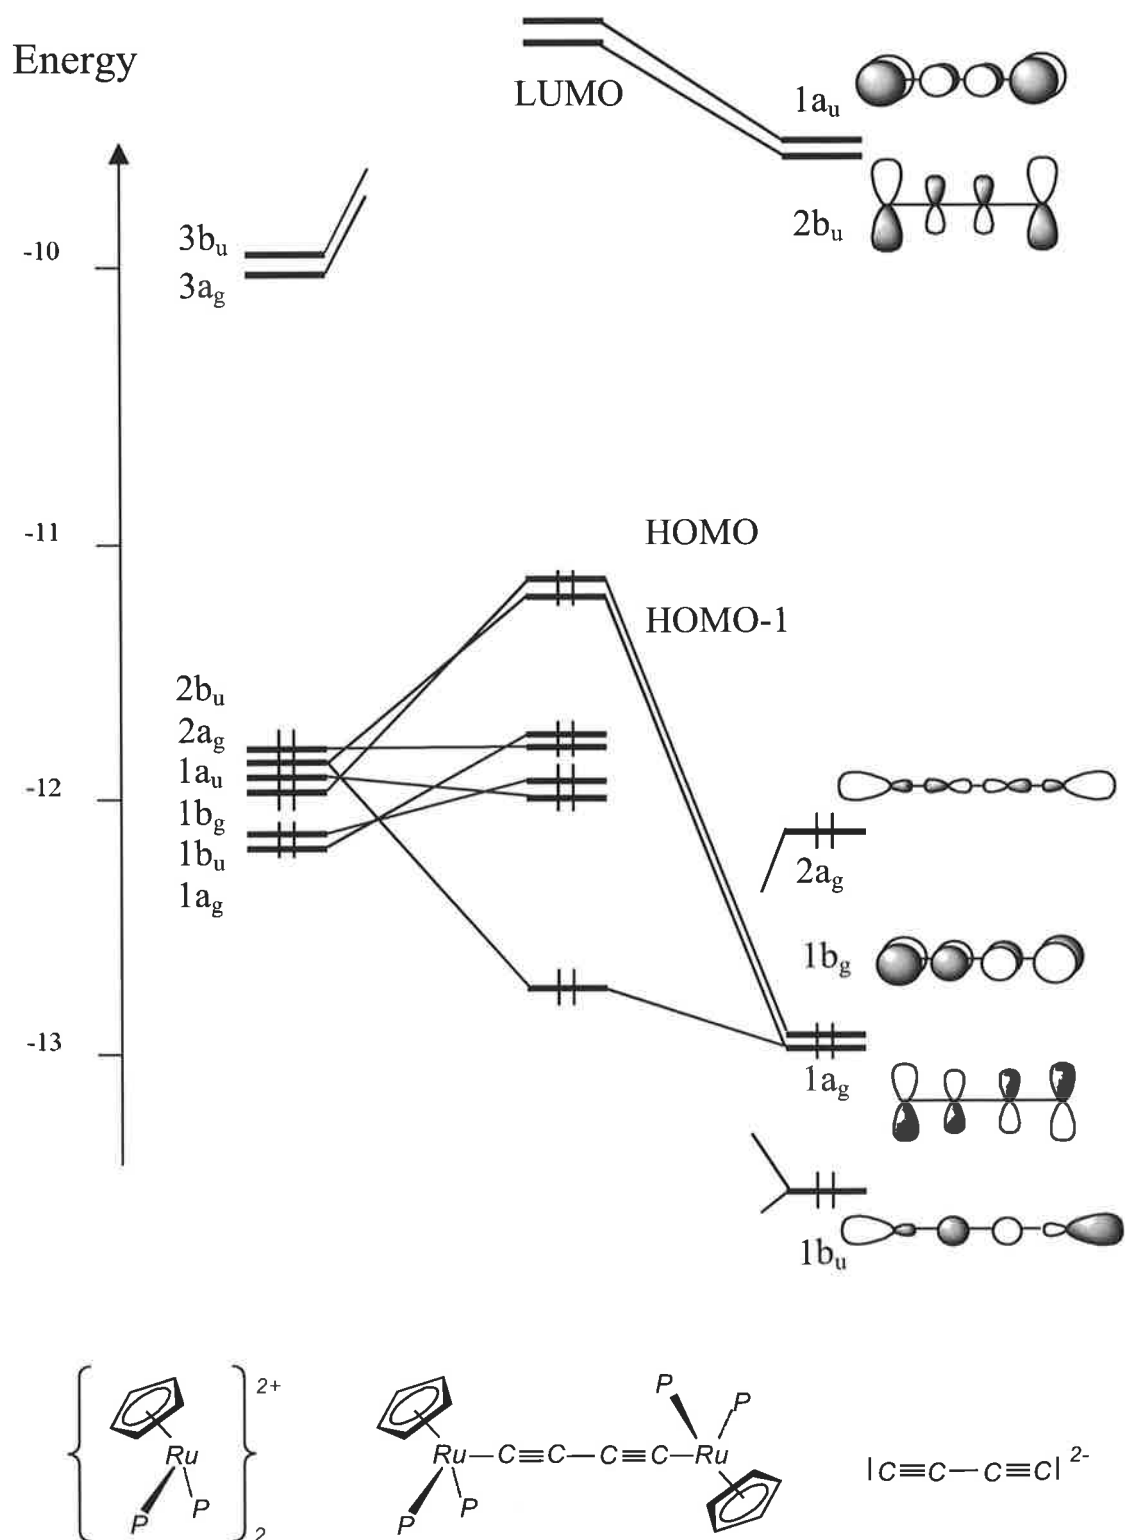 Energy
LUMO
1au
2bu
3bu
3ag
-10
-11
HOMO
HOMO-1
2bu
2ag
1au
1bg
1bu
1ag
-12
2ag
1bg
-13
1ag
1bu
2+
Ru
P
P
2
Ru—C≡C—C≡C—Ru
P
P
P
P
|C≡C—C≡C| 2-